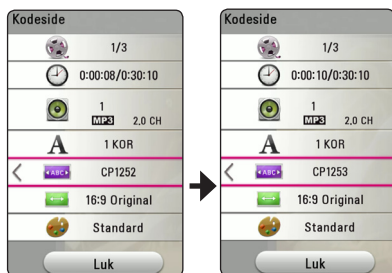 Kodeside
1/3
0:00:08/0:30:10
1
MP3 2,0 CH
A 1 KOR
ABC CP1252
16:9 Original
Standard
Luk
Kodeside
1/3
0:00:10/0:30:10
1
MP3 2,0 CH
A 1 KOR
ABC CP1253
16:9 Original
Standard
Luk